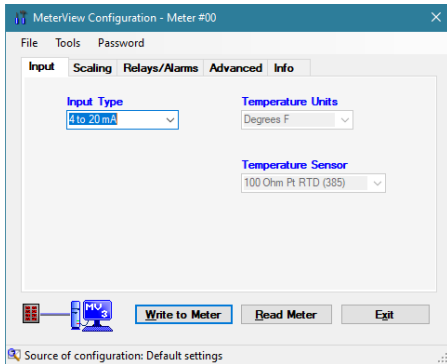 MeterView Configuration - Meter #00
File Tools Password
Input Scaling Relays/Alarms Advanced Info
Input Type Temperature Units
4 to 20 mA Degrees F
Temperature Sensor
100 Ohm Pt RTD (385)
MV 3 Write to Meter Read Meter Exit
Source of configuration: Default settings